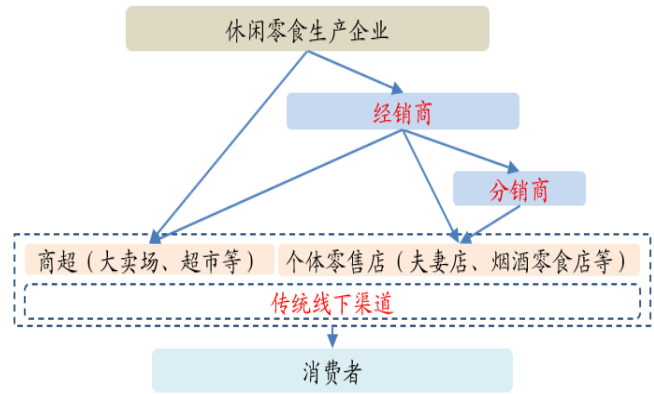 休闲零食生产企业
经销商
分销商
商超（大卖场、超市等）
个体零售店（夫妻店、烟酒零食店等）
传统线下渠道
消费者